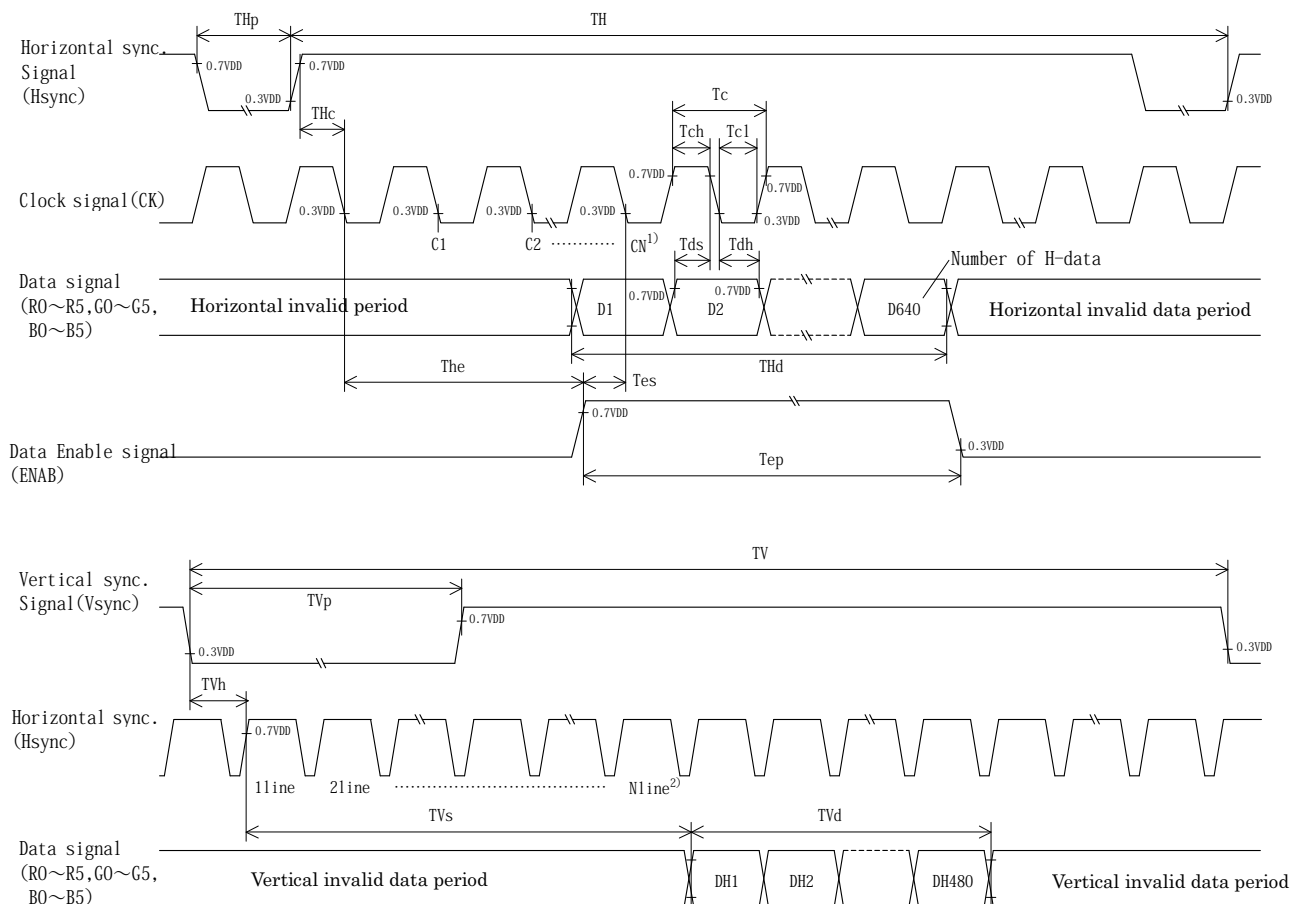 THp
TH
Horizontal sync.
Signal
(Hsync)
0.7VDD
0.7VDD
0.3VDD
0.3VDD
THc
Tc
Tch
Tcl
Clock signal(CK)
0.7VDD
0.7VDD
0.3VDD
0.3VDD
0.3VDD
0.3VDD
0.3VDD
C1
C2
CN1)
Tds
Tdh
Number of H-data
Data signal
(R0～R5,G0～G5,
B0～B5)
Horizontal invalid period
0.7VDD
0.7VDD
D1
D2
D640
Horizontal invalid data period
THd
The
Tes
0.7VDD
Data Enable signal
(ENAB)
0.3VDD
Tep
TV
Vertical sync.
Signal(Vsync)
TVp
0.7VDD
0.3VDD
0.3VDD
TVh
Horizontal sync.
(Hsync)
0.7VDD
1line
2line
Nline2)
TVs
TVd
Data signal
(R0～R5,G0～G5,
B0～B5)
Vertical invalid data period
DH1
DH2
DH480
Vertical invalid data period